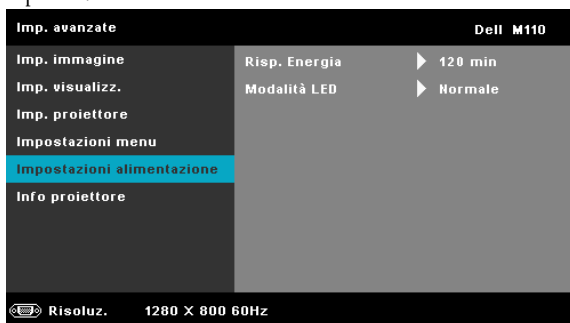 Imp. avanzate Dell M110
Imp. immagine
Imp. visualizz.
Imp. proiettore
Impostazioni menu
Impostazioni alimentazione
Info proiettore
Risp. Energia 120 min
Modalità LED Normale
Risoluz. 1280 X 800 60Hz